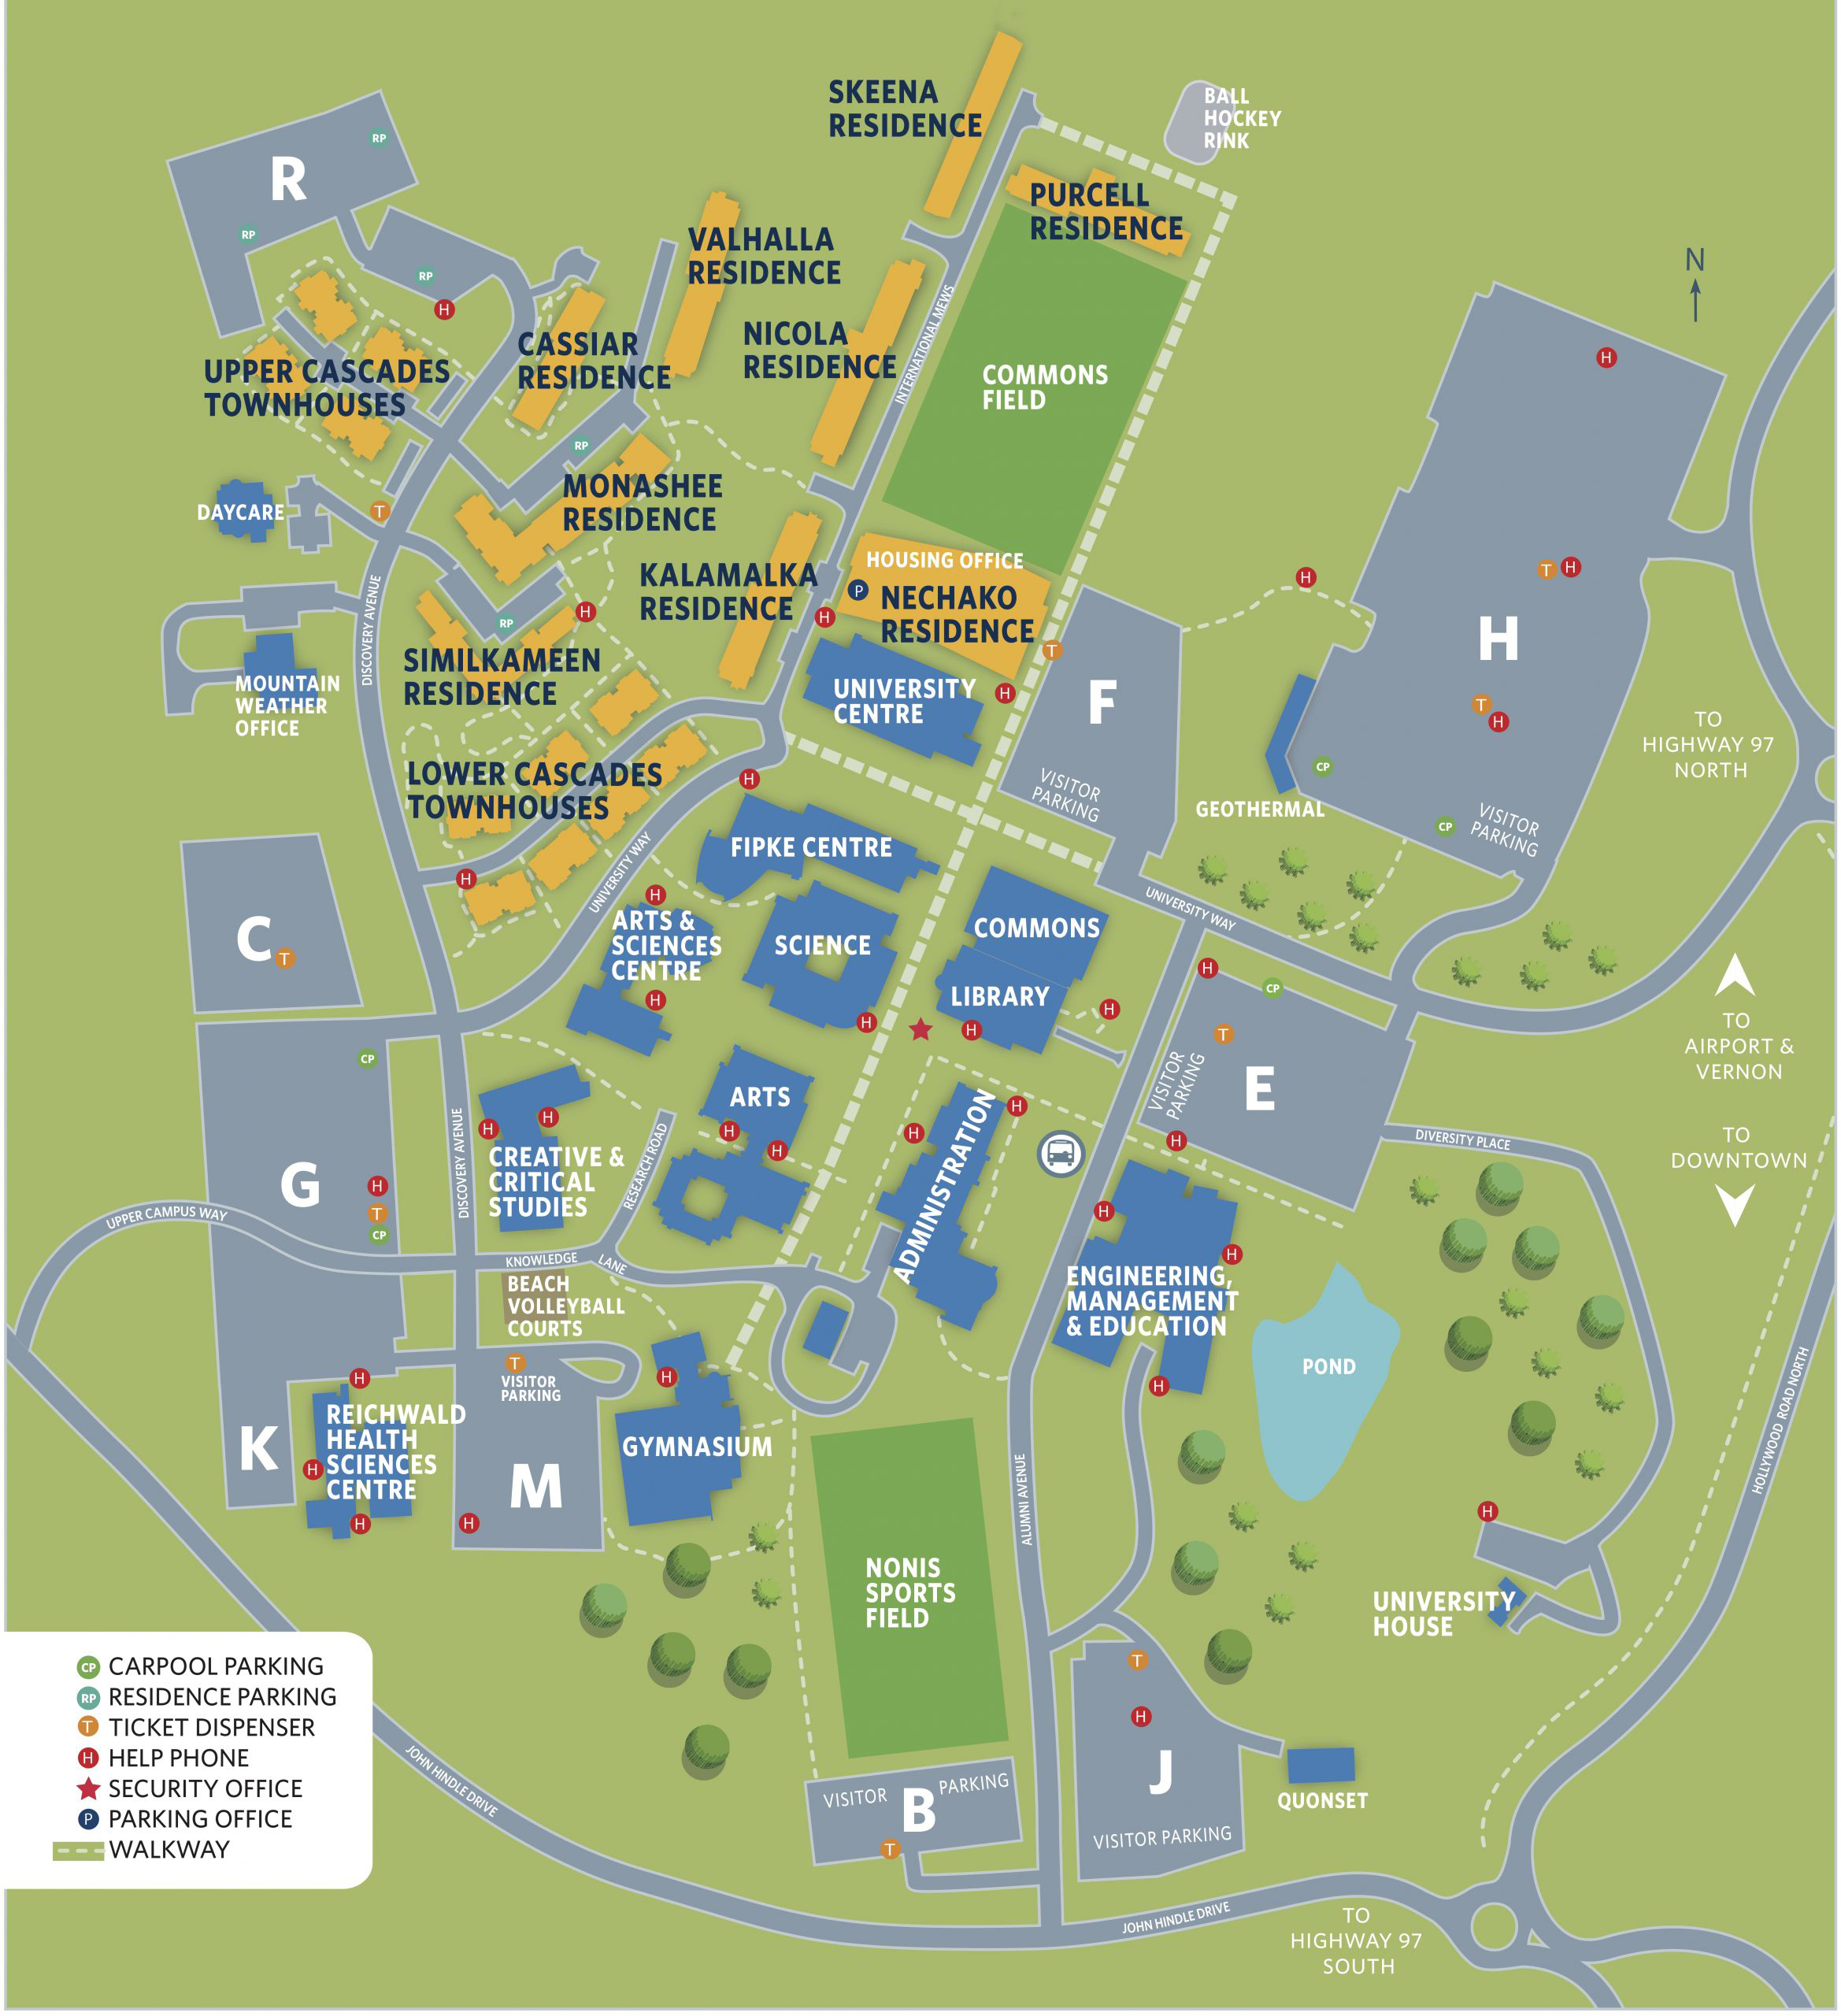 SKEENA
RESIDENCE
BALL
HOCKEY
RINK
RP
R
PURCELL
RESIDENCE
RP
VALHALLA
RESIDENCE
N
RP
H
INTERNATIONAL MEWS
CASSIAR
RESIDENCE
NICOLA
RESIDENCE
H
UPPER CASCADES
TOWNHOUSES
COMMONS
FIELD
RP
MONASHEE
RESIDENCE
DAYCARE
T
HOUSING OFFICE
T H
H
KALAMALKA
RESIDENCE
P
NECHAKO
RESIDENCE
DISCOVERY AVENUE
RP
H
H
H
T
SIMILKAMEEN
RESIDENCE
MOUNTAIN
WEATHER
OFFICE
UNIVERSITY
CENTRE
H
F
T
H
TO
HIGHWAY 97
NORTH
LOWER CASCADES
TOWNHOUSES
H
VISITOR
PARKING
CP
GEOTHERMAL
CP
VISITOR
PARKING
FIPKE CENTRE
H
UNIVERSITY WAY
H
UNIVERSITY WAY
C
T
ARTS &
SCIENCES
CENTRE
SCIENCE
COMMONS
H
CP
LIBRARY
H
H
H
H
T
TO
AIRPORT &
VERNON
CP
VISITOR
PARKING
E
ARTS
H
H
H
H
H
H
H
DISCOVERY AVENUE
RESEARCH ROAD
ADMINISTRATION
DIVERSITY PLACE
TO
DOWNTOWN
G
H
T
CP
CREATIVE &
CRITICAL
STUDIES
UPPER CAMPUS WAY
H
H
KNOWLEDGE LANE
BEACH
VOLLEYBALL
COURTS
ENGINEERING,
MANAGEMENT
& EDUCATION
T
VISITOR
PARKING
H
H
H
POND
K
REICHWALD
HEALTH
SCIENCES
CENTRE
H
H
H
M
GYMNASIUM
ALUMNI AVENUE
HOLLYWOOD ROAD NORTH
H
NONIS
SPORTS
FIELD
UNIVERSITY
HOUSE
T
H
J
VISITOR PARKING
QUONSET
VISITOR PARKING
B
T
CP CARPOOL PARKING
RP RESIDENCE PARKING
T TICKET DISPENSER
H HELP PHONE
SECURITY OFFICE
P PARKING OFFICE
WALKWAY
JOHN HINDLE DRIVE
JOHN HINDLE DRIVE
TO
HIGHWAY 97
SOUTH